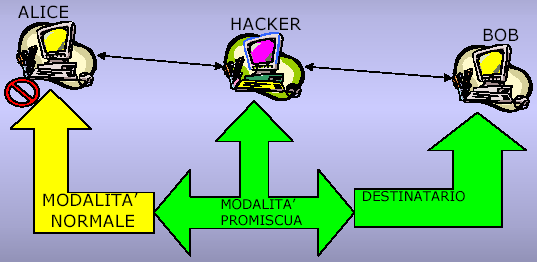 ALICE
HACKER
BOB
MODALITA’
NORMALE
MODALITA’
PROMISCUA
DESTINATARIO